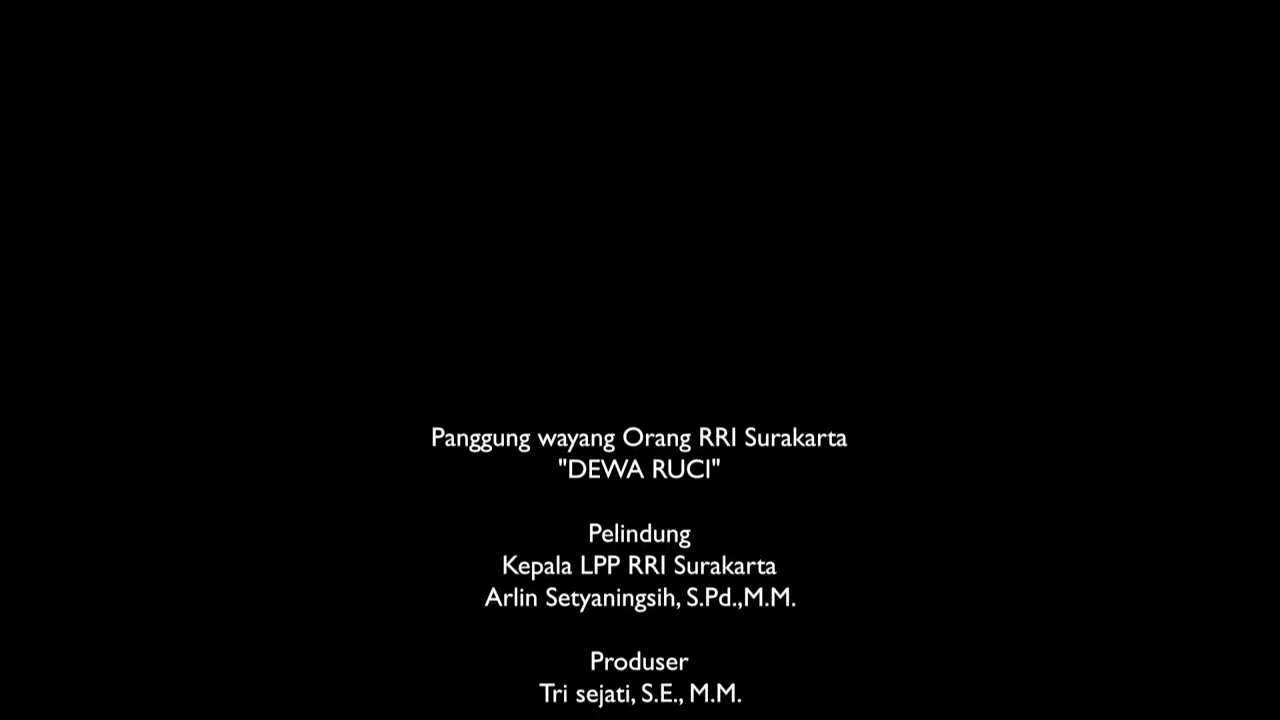 Panggung wayang Orang RRI Surakarta
"DEWA RUCI"
Pelindung
Kepala LPP RRI Surakarta
Arlin Setyaningsih, S.Pd.,M.M.
Produser
Tri sejati, S.E., M.M.